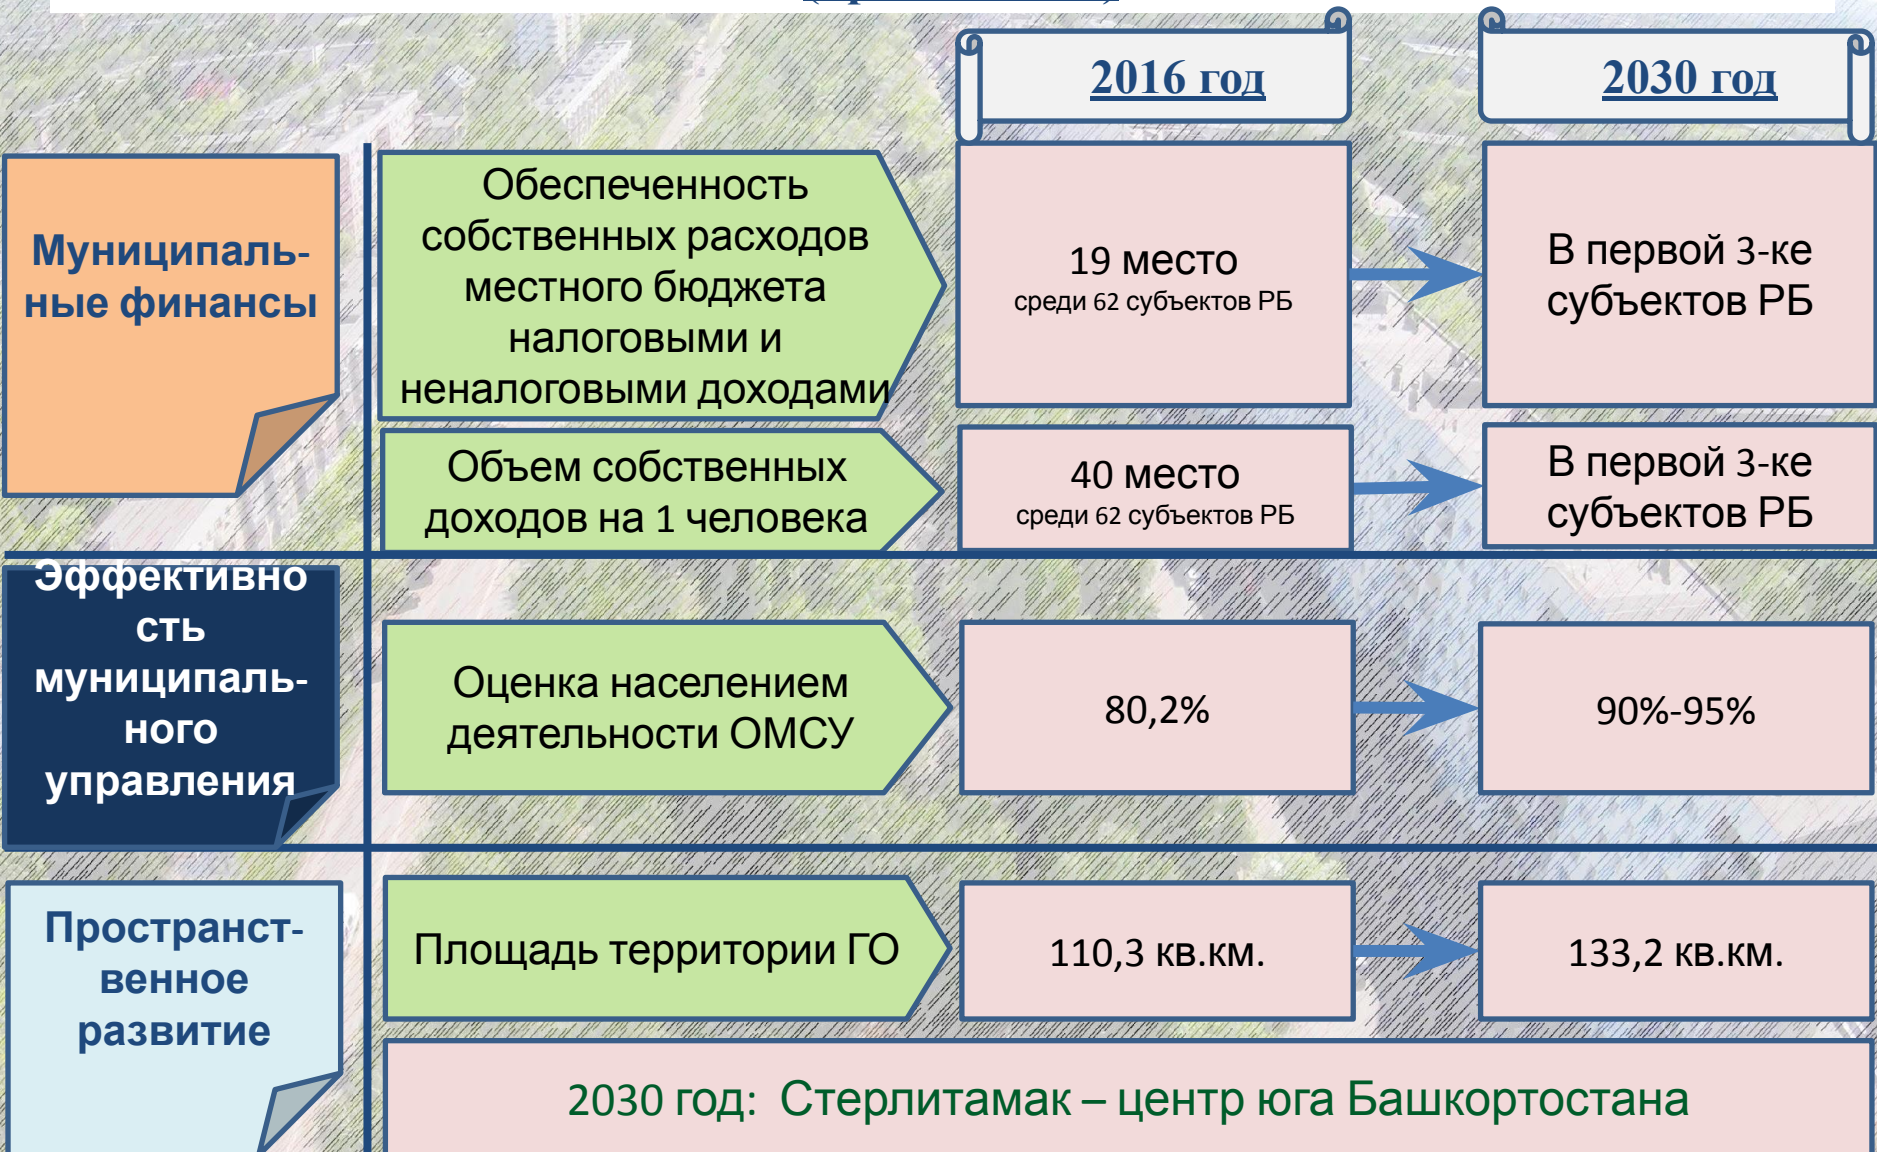 2016 год
2030 год
Муниципаль-
ные финансы
Обеспеченность
собственных расходов
местного бюджета
налоговыми и
неналоговыми доходами
19 место
среди 62 субъектов РБ
В первой 3-ке
субъектов РБ
Объем собственных
доходов на 1 человека
40 место
среди 62 субъектов РБ
В первой 3-ке
субъектов РБ
Эффективно
сть
муниципаль-
ного
управления
Оценка населением
деятельности ОМСУ
80,2%
90%-95%
Пространст-
венное
развитие
Площадь территории ГО
110,3 кв.км.
133,2 кв.км.
2030 год: Стерлитамак – центр юга Башкортостана